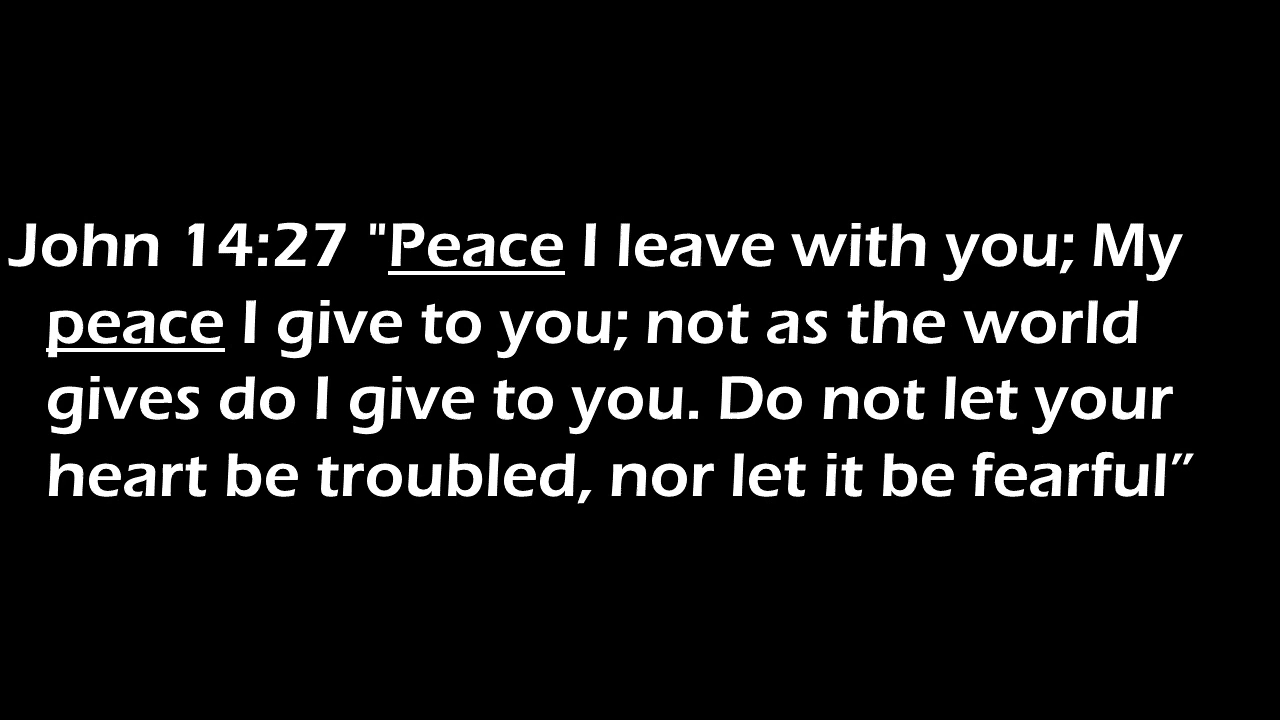 John 14:27 "Peace I leave with you; My
peace I give to you; not as the world
gives do I give to you. Do not let your
heart be troubled, nor let it be fearful”